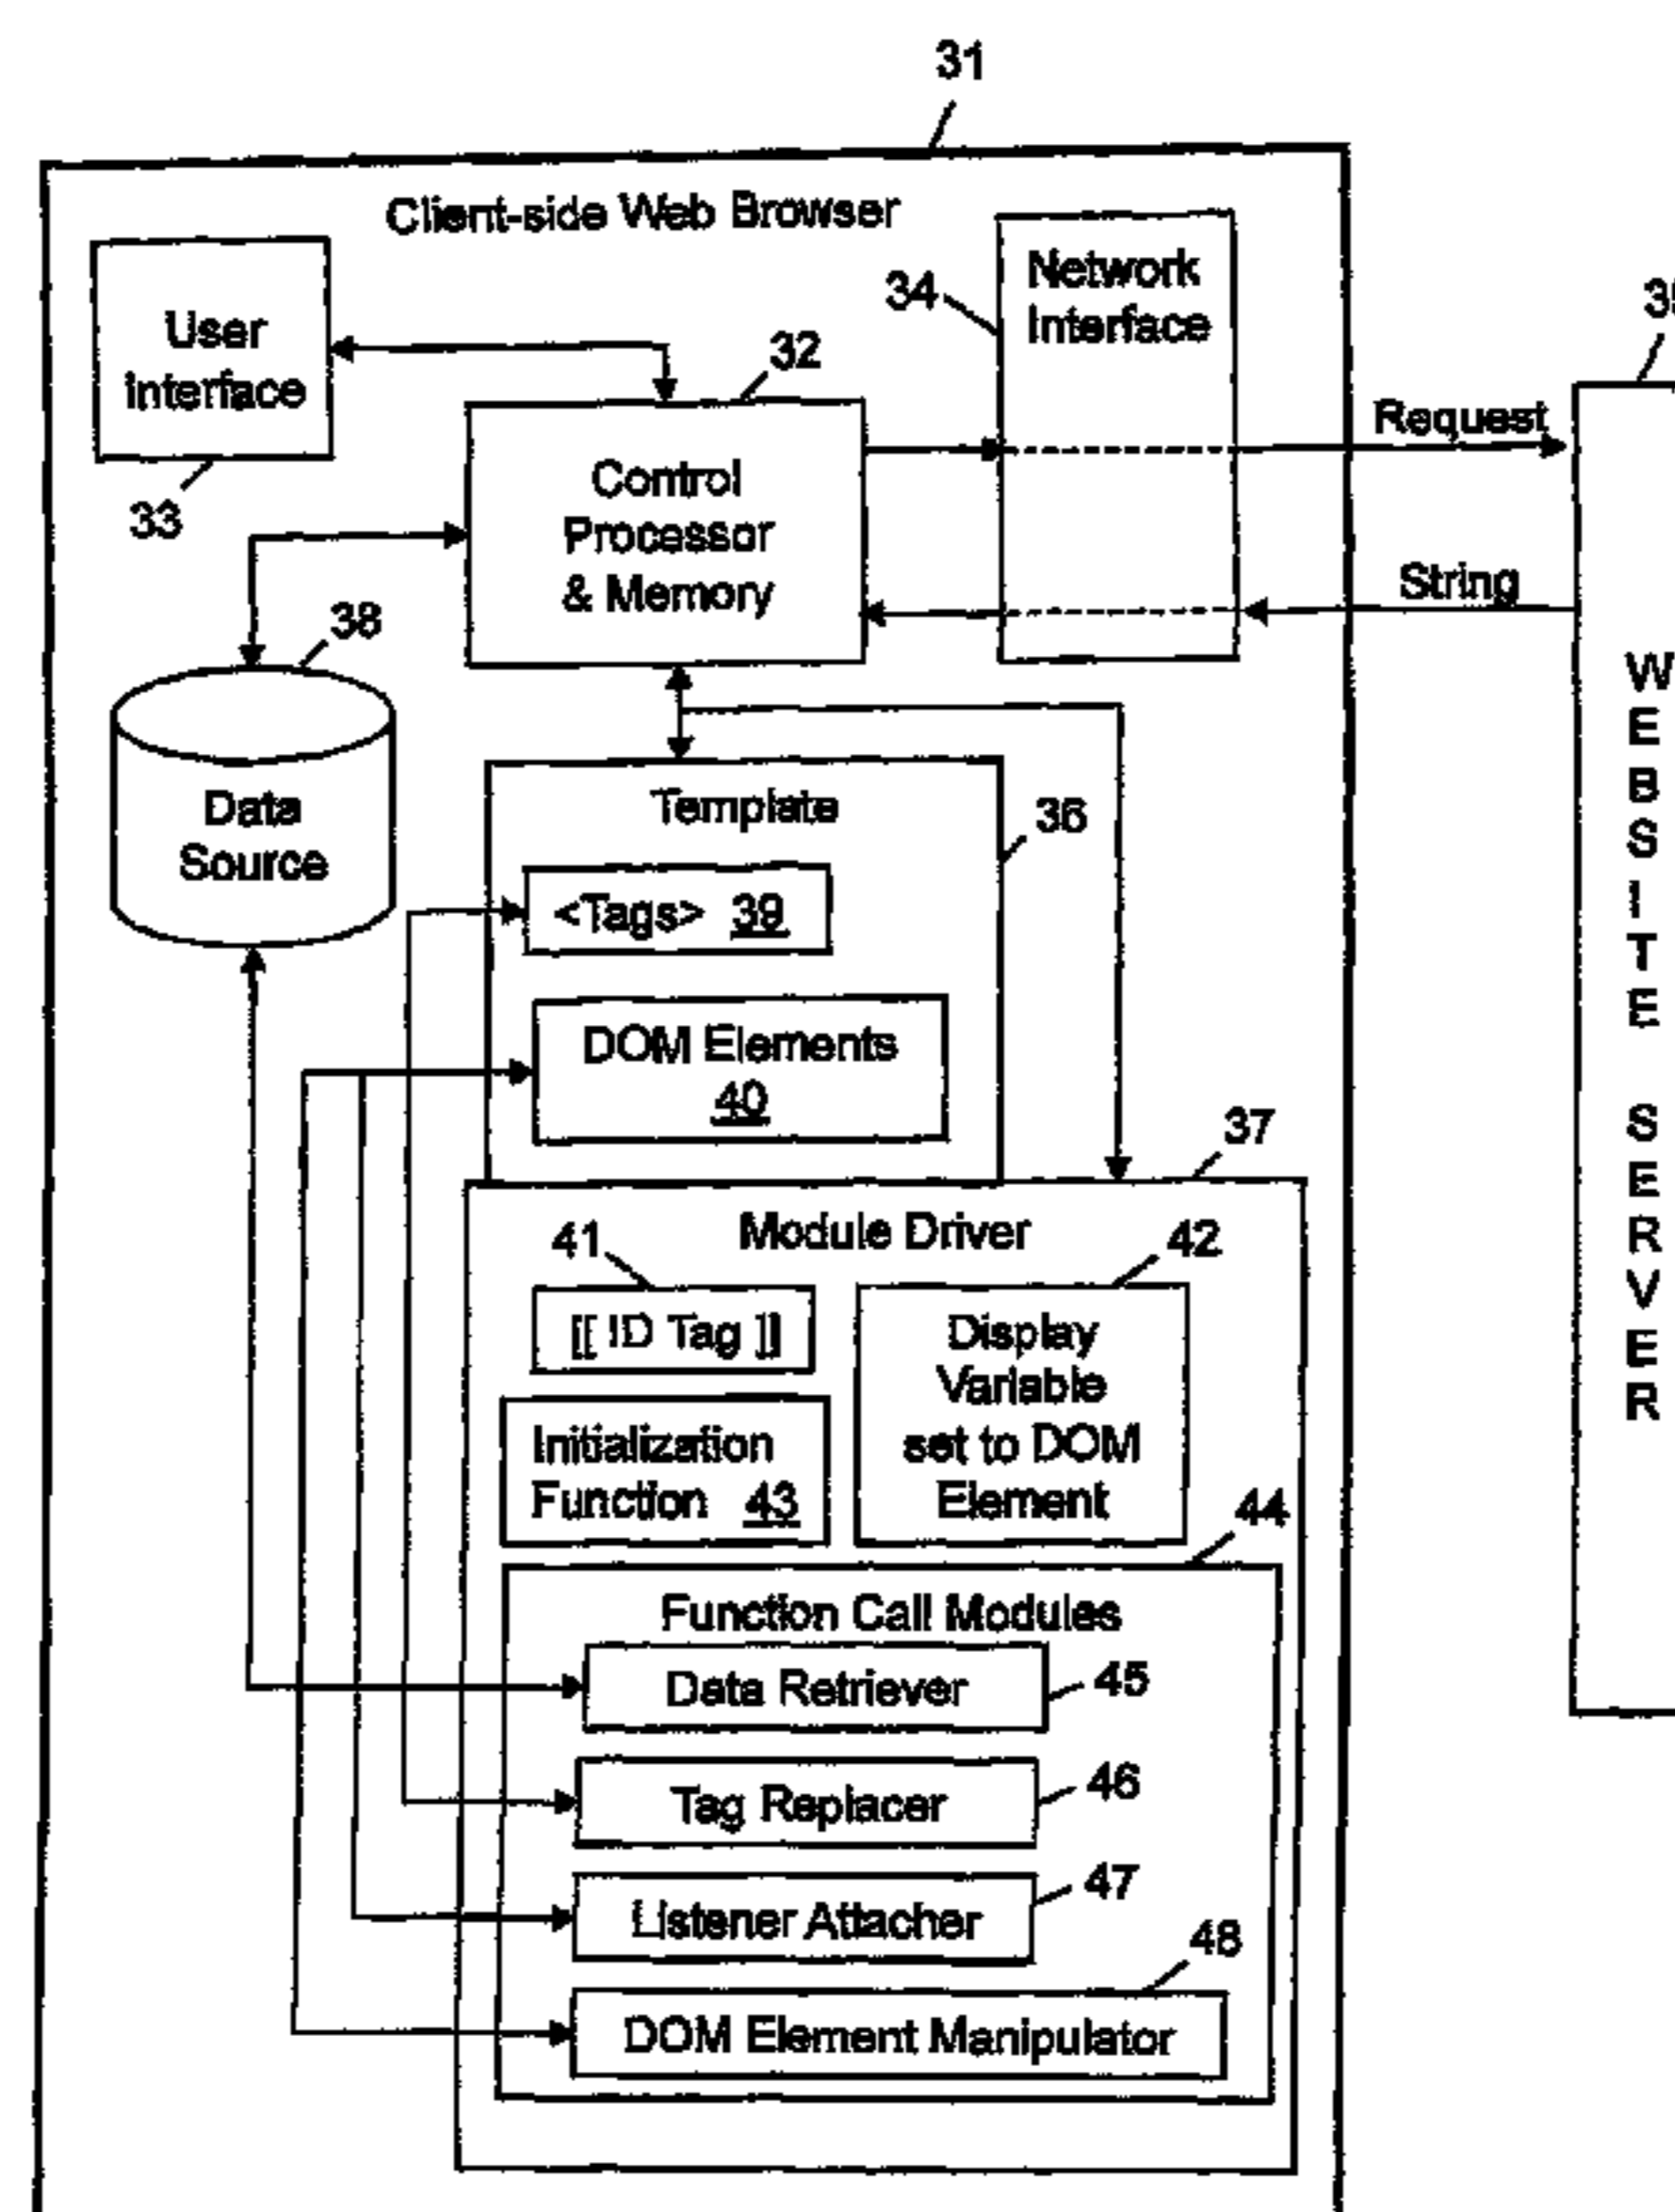 31
Client-side Web Browser
User
Interface
33
34
Network
Interface
32
Control
Processor
& Memory
Request
String
38
Data
Source
Template
36
<Tags> 39
DOM Elements
40
37
Module Driver
41
[[ ID Tag ]]
42
Display
Variable
set to DOM
Element
Initialization
Function 43
44
Function Call Modules
Data Retriever
45
Tag Replacer
46
Listener Attacher
47
48
DOM Element Manipulator
WEBSITE SERVER